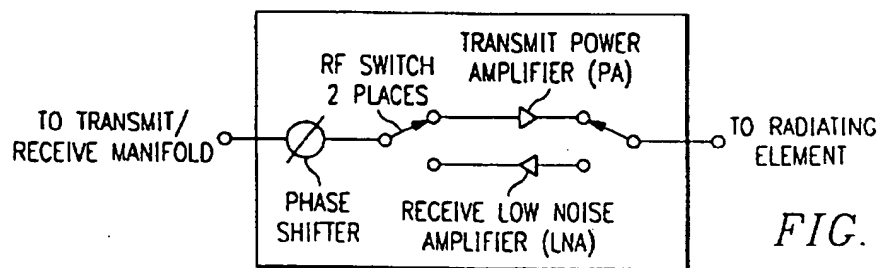 TRANSMIT POWER
AMPLIFIER (PA)
RF SWITCH
2 PLACES
TO TRANSMIT/
RECEIVE MANIFOLD
TO RADIATING
ELEMENT
PHASE
SHIFTER
RECEIVE LOW NOISE
AMPLIFIER (LNA)
FIG.